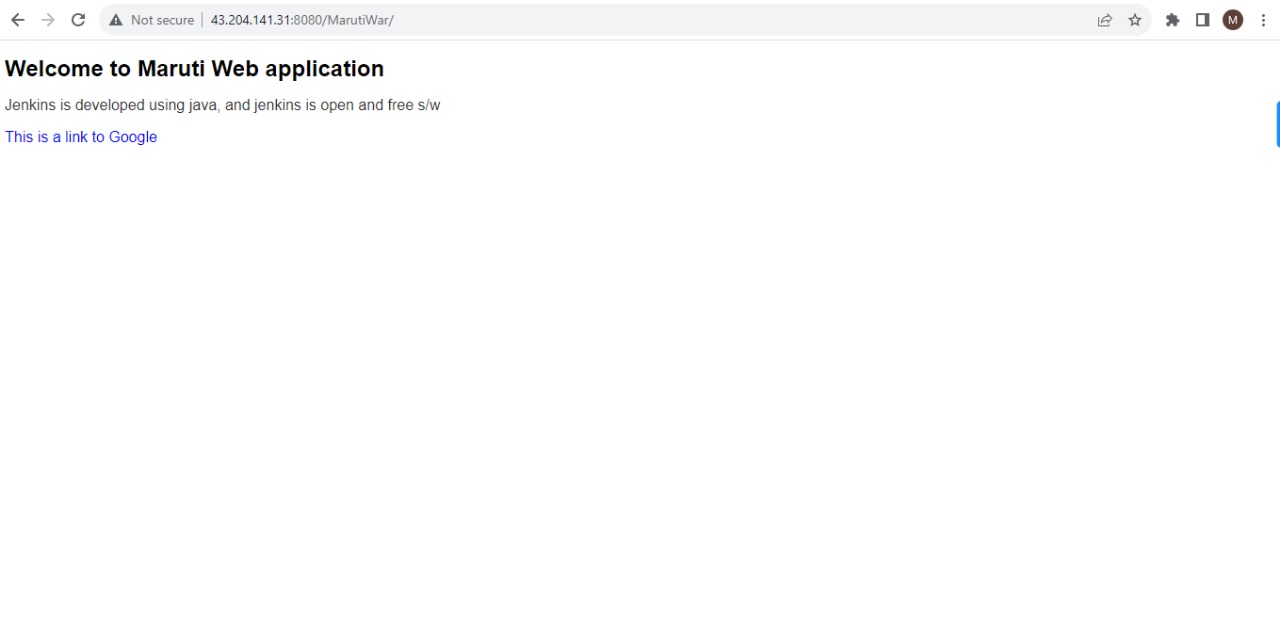 Not secure 43.204.141.31:8080/MarutiWar/
M
Welcome to Maruti Web application
Jenkins is developed using java, and jenkins is open and free s/w
This is a link to Google